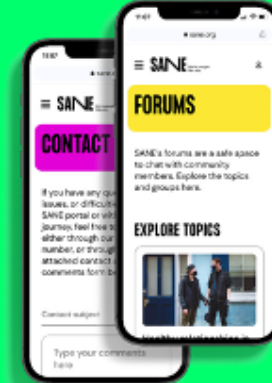 11:07
sane.org
SANE
FORUMS
SANE's forums are a safe space
to chat with community
members. Explore the topics
and groups here.
EXPLORE TOPICS
11:07
SANE
CONTACT
If you have any
issues, or difficult
SANE portal or wit
journey, feel free to
either through our
number, or through
attached contact
comments form b
Contact subject
Type your comments
here